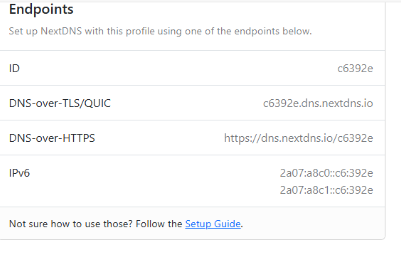 Endpoints
Set up NextDNS with this profile using one of the endpoints below.
ID c6392e
DNS-over-TLS/QUIC c6392e.dns.nextdns.io
DNS-over-HTTPS https://dns.nextdns.io/c6392e
IPv6 2a07:a8c0::c6:392e
2a07:a8c1::c6:392e
Not sure how to use those? Follow the Setup Guide.